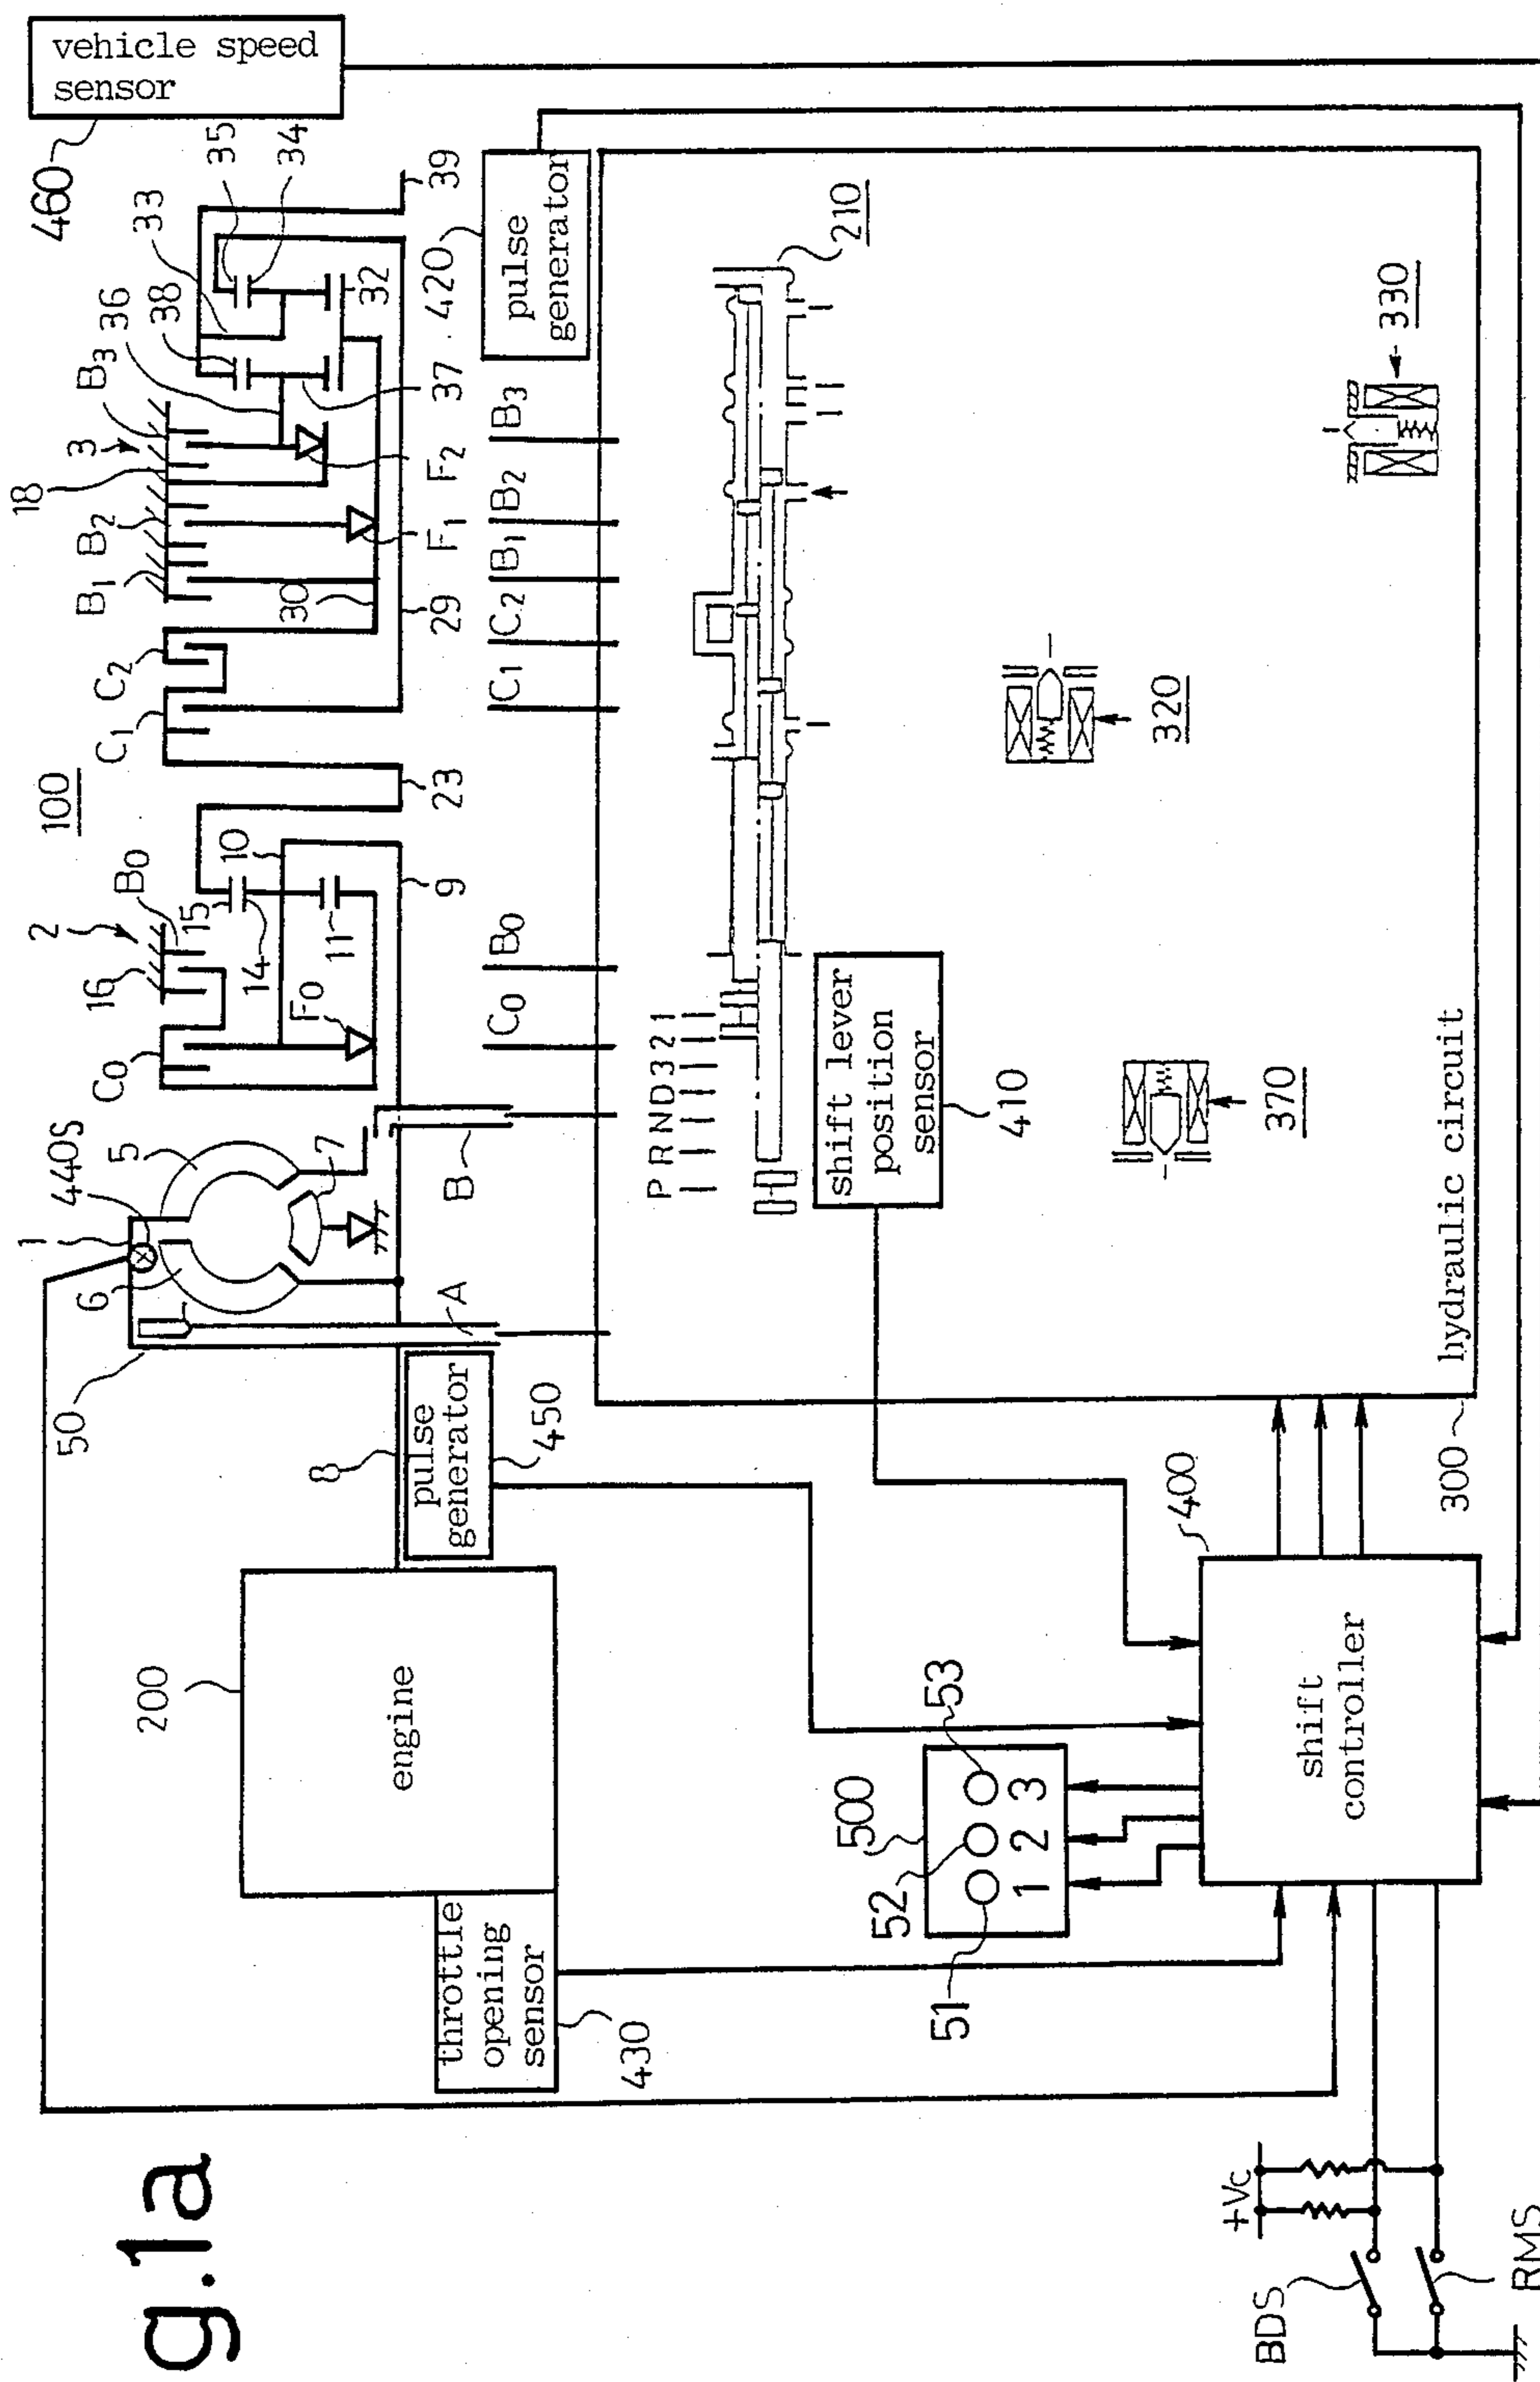 g.1a
vehicle speed
sensor
460
100
1
440S
5
6
7
50
A
B
8
pulse
generator
450
200
engine
throttle
opening
sensor
430
2
16
B0
C0
15
14
10
11
F0
9
23
C1
C2
B1
B2
18
3
B3
36
38
33
35
34
32
37
39
30
29
F1
F2
C0
B0
C1
C2
B1
B2
B3
420
pulse
generator
210
P R N D 3 2 1
shift lever
position
sensor
410
320
330
370
hydraulic circuit
300
400
shift
controller
500
51
52
53
1 2 3
+Vc
BDS
RMS